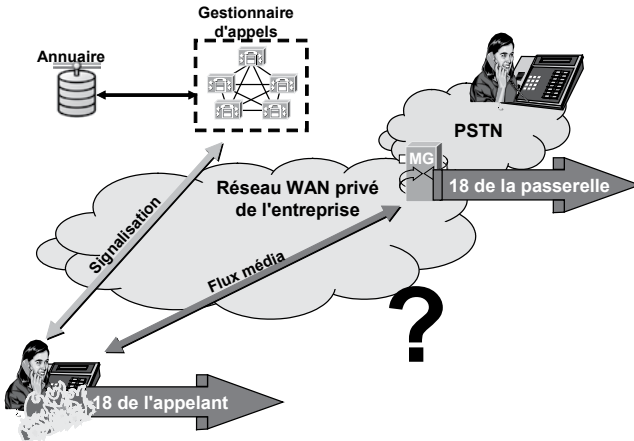 Gestionnaire
d'appels
Annuaire
PSTN
MG
18 de la passerelle
Réseau WAN privé
de l'entreprise
Signalisation
Flux média
?
18 de l'appelant